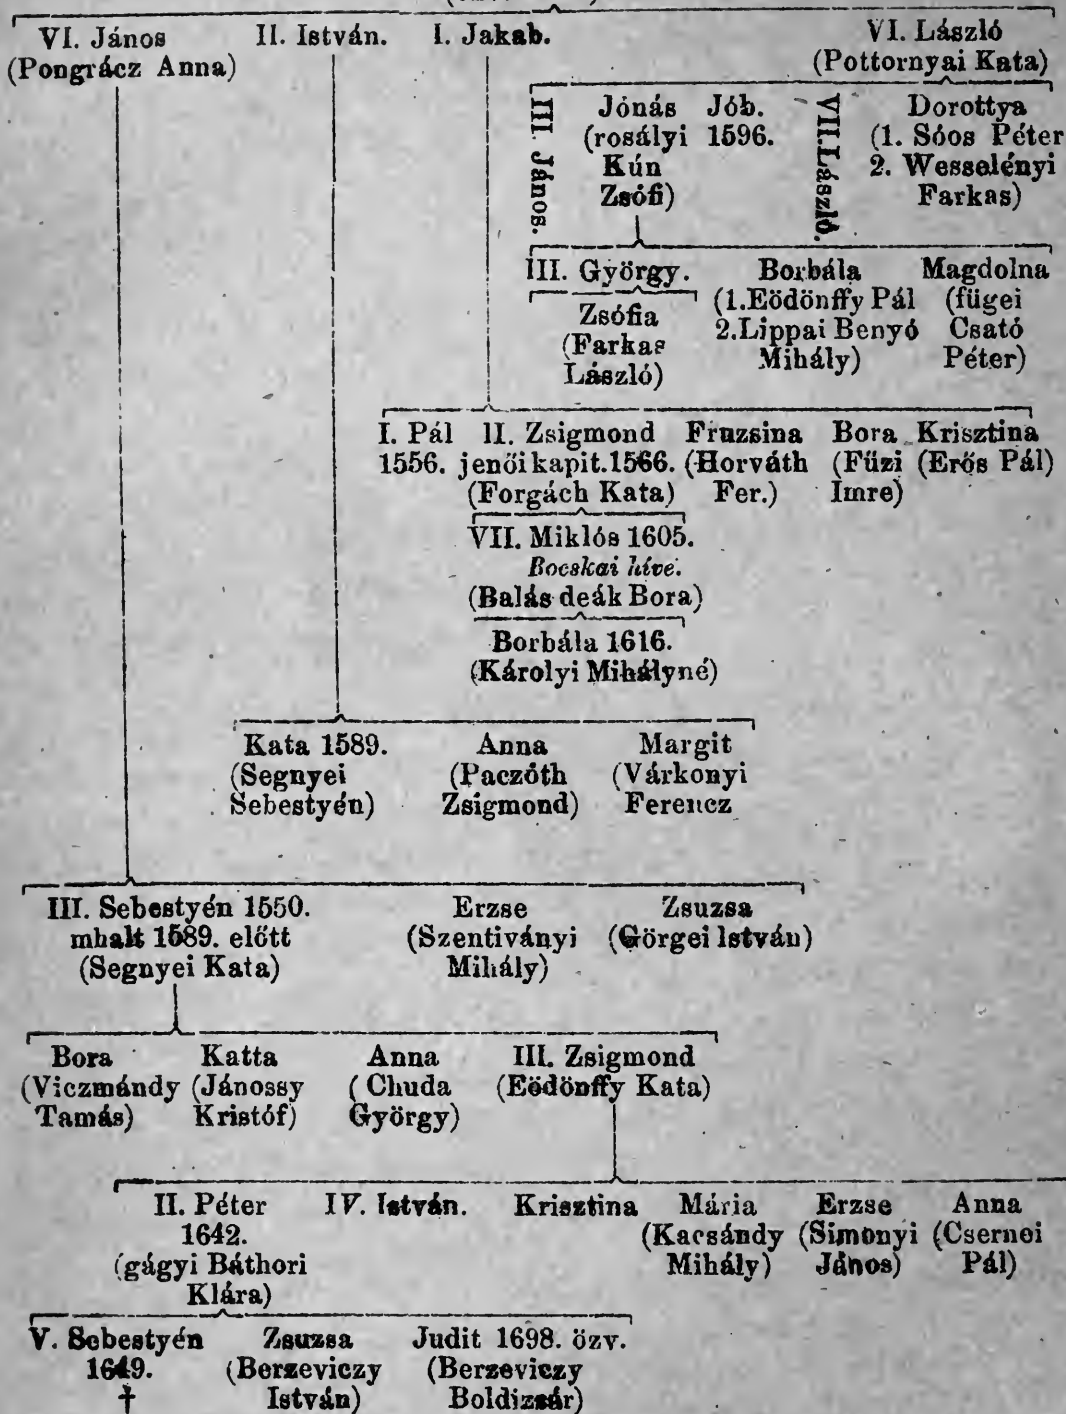 VI. János II. István. I. Jakab. VI. László
(Pongrácz Anna) (Pottornyai Kata)
III. János. Jónás Jób. VII. László. Dorottya
(rosályi 1596. (1. Sóos Péter
Kún 2. Wesselényi
Zsófi) Farkas)
III. György. Borbála Magdolna
(1.Eödönffy Pál (fügei
Zsófia 2.Lippai Benyó Csató
(Farkas Mihály) Péter)
László)
I. Pál II. Zsigmond Fruzsina Bora Krisztina
1556. jenői kapit. 1566. (Horváth (Fűzi (Erős Pál)
(Forgách Kata) Fer.) Imre)
VII. Miklós 1605.
Bocskai híve.
(Balás deák Bora)
Borbála 1616.
(Károlyi Mihályné)
Kata 1589. Anna Margit
(Segnyei (Paczóth (Várkonyi
Sebestyén) Zsigmond) Ferencz
III. Sebestyén 1550. Erzse Zsuzsa
mhalt 1589. előtt (Szentiványi (Görgei István)
(Segnyei Kata) Mihály)
Bora Katta Anna III. Zsigmond
(Viczmándy (Jánossy (Chuda (Eödönffy Kata)
Tamás) Kristóf) György)
II. Péter IV. István. Krisztina Mária Erzse Anna
1642. (Kacsándy (Simonyi (Csernei
(gágyi Báthori Mihály) János) Pál)
Klára)
V. Sebestyén Zsuzsa Judit 1698. özv.
1649. (Berzeviczy (Berzeviczy
† István) Boldizsár)